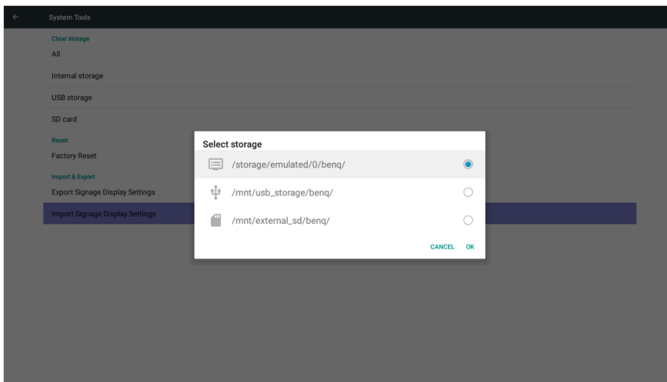 System Tools
Clear storage
All
Internal storage
USB storage
SD card
Reset
Factory Reset
Import & Export
Export Signage Display Settings
Import Signage Display Settings
Select storage
/storage/emulated/0/benq/
/mnt/usb_storage/benq/
/mnt/external_sd/benq/
CANCEL OK